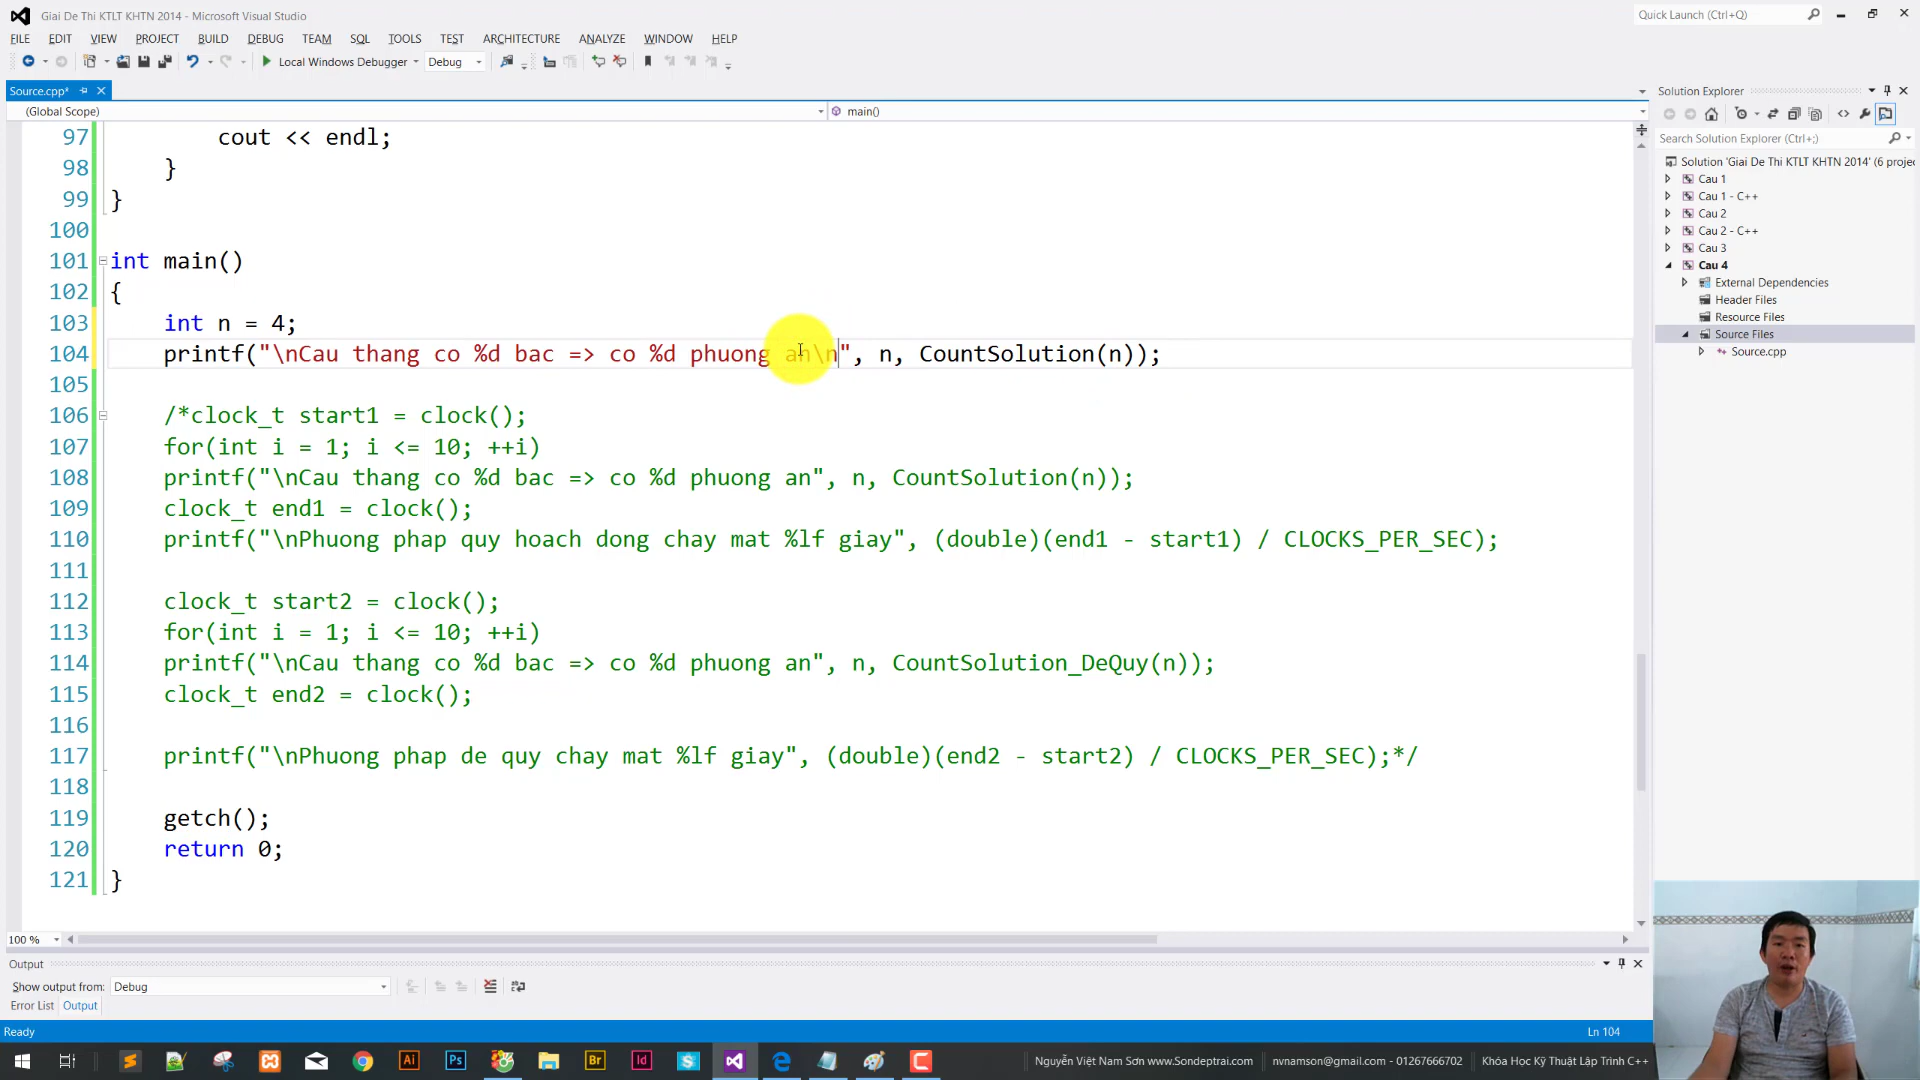 Giai De Thi KTLT KHTN 2014 - Microsoft Visual Studio
Quick Launch (Ctrl+Q)
FILE EDIT VIEW PROJECT BUILD DEBUG TEAM SQL TOOLS TEST ARCHITECTURE ANALYZE WINDOW HELP
Local Windows Debugger Debug
Source.cpp*
(Global Scope) main()
97 cout << endl;
98 }
99 }
100
101 int main()
102 {
103 int n = 4;
104 printf("\nCau thang co %d bac => co %d phuong an\n", n, CountSolution(n));
105
106 /*clock_t start1 = clock();
107 for(int i = 1; i <= 10; ++i)
108 printf("\nCau thang co %d bac => co %d phuong an", n, CountSolution(n));
109 clock_t end1 = clock();
110 printf("\nPhuong phap quy hoach dong chay mat %lf giay", (double)(end1 - start1) / CLOCKS_PER_SEC);
111
112 clock_t start2 = clock();
113 for(int i = 1; i <= 10; ++i)
114 printf("\nCau thang co %d bac => co %d phuong an", n, CountSolution_DeQuy(n));
115 clock_t end2 = clock();
116
117 printf("\nPhuong phap de quy chay mat %lf giay", (double)(end2 - start2) / CLOCKS_PER_SEC);*/
118
119 getch();
120 return 0;
121 }
100 %
Solution Explorer
Search Solution Explorer (Ctrl+;)
Solution 'Giai De Thi KTLT KHTN 2014' (6 projec
Cau 1
Cau 1 - C++
Cau 2
Cau 2 - C++
Cau 3
Cau 4
External Dependencies
Header Files
Resource Files
Source Files
Source.cpp
Output
Show output from: Debug
Error List Output
Ready
Ln 104
Ai Ps Br Id
Nguyễn Việt Nam Sơn www.Sondeptrai.com
nvnamson@gmail.com - 01267666702
Khóa Học Kỹ Thuật Lập Trình C++